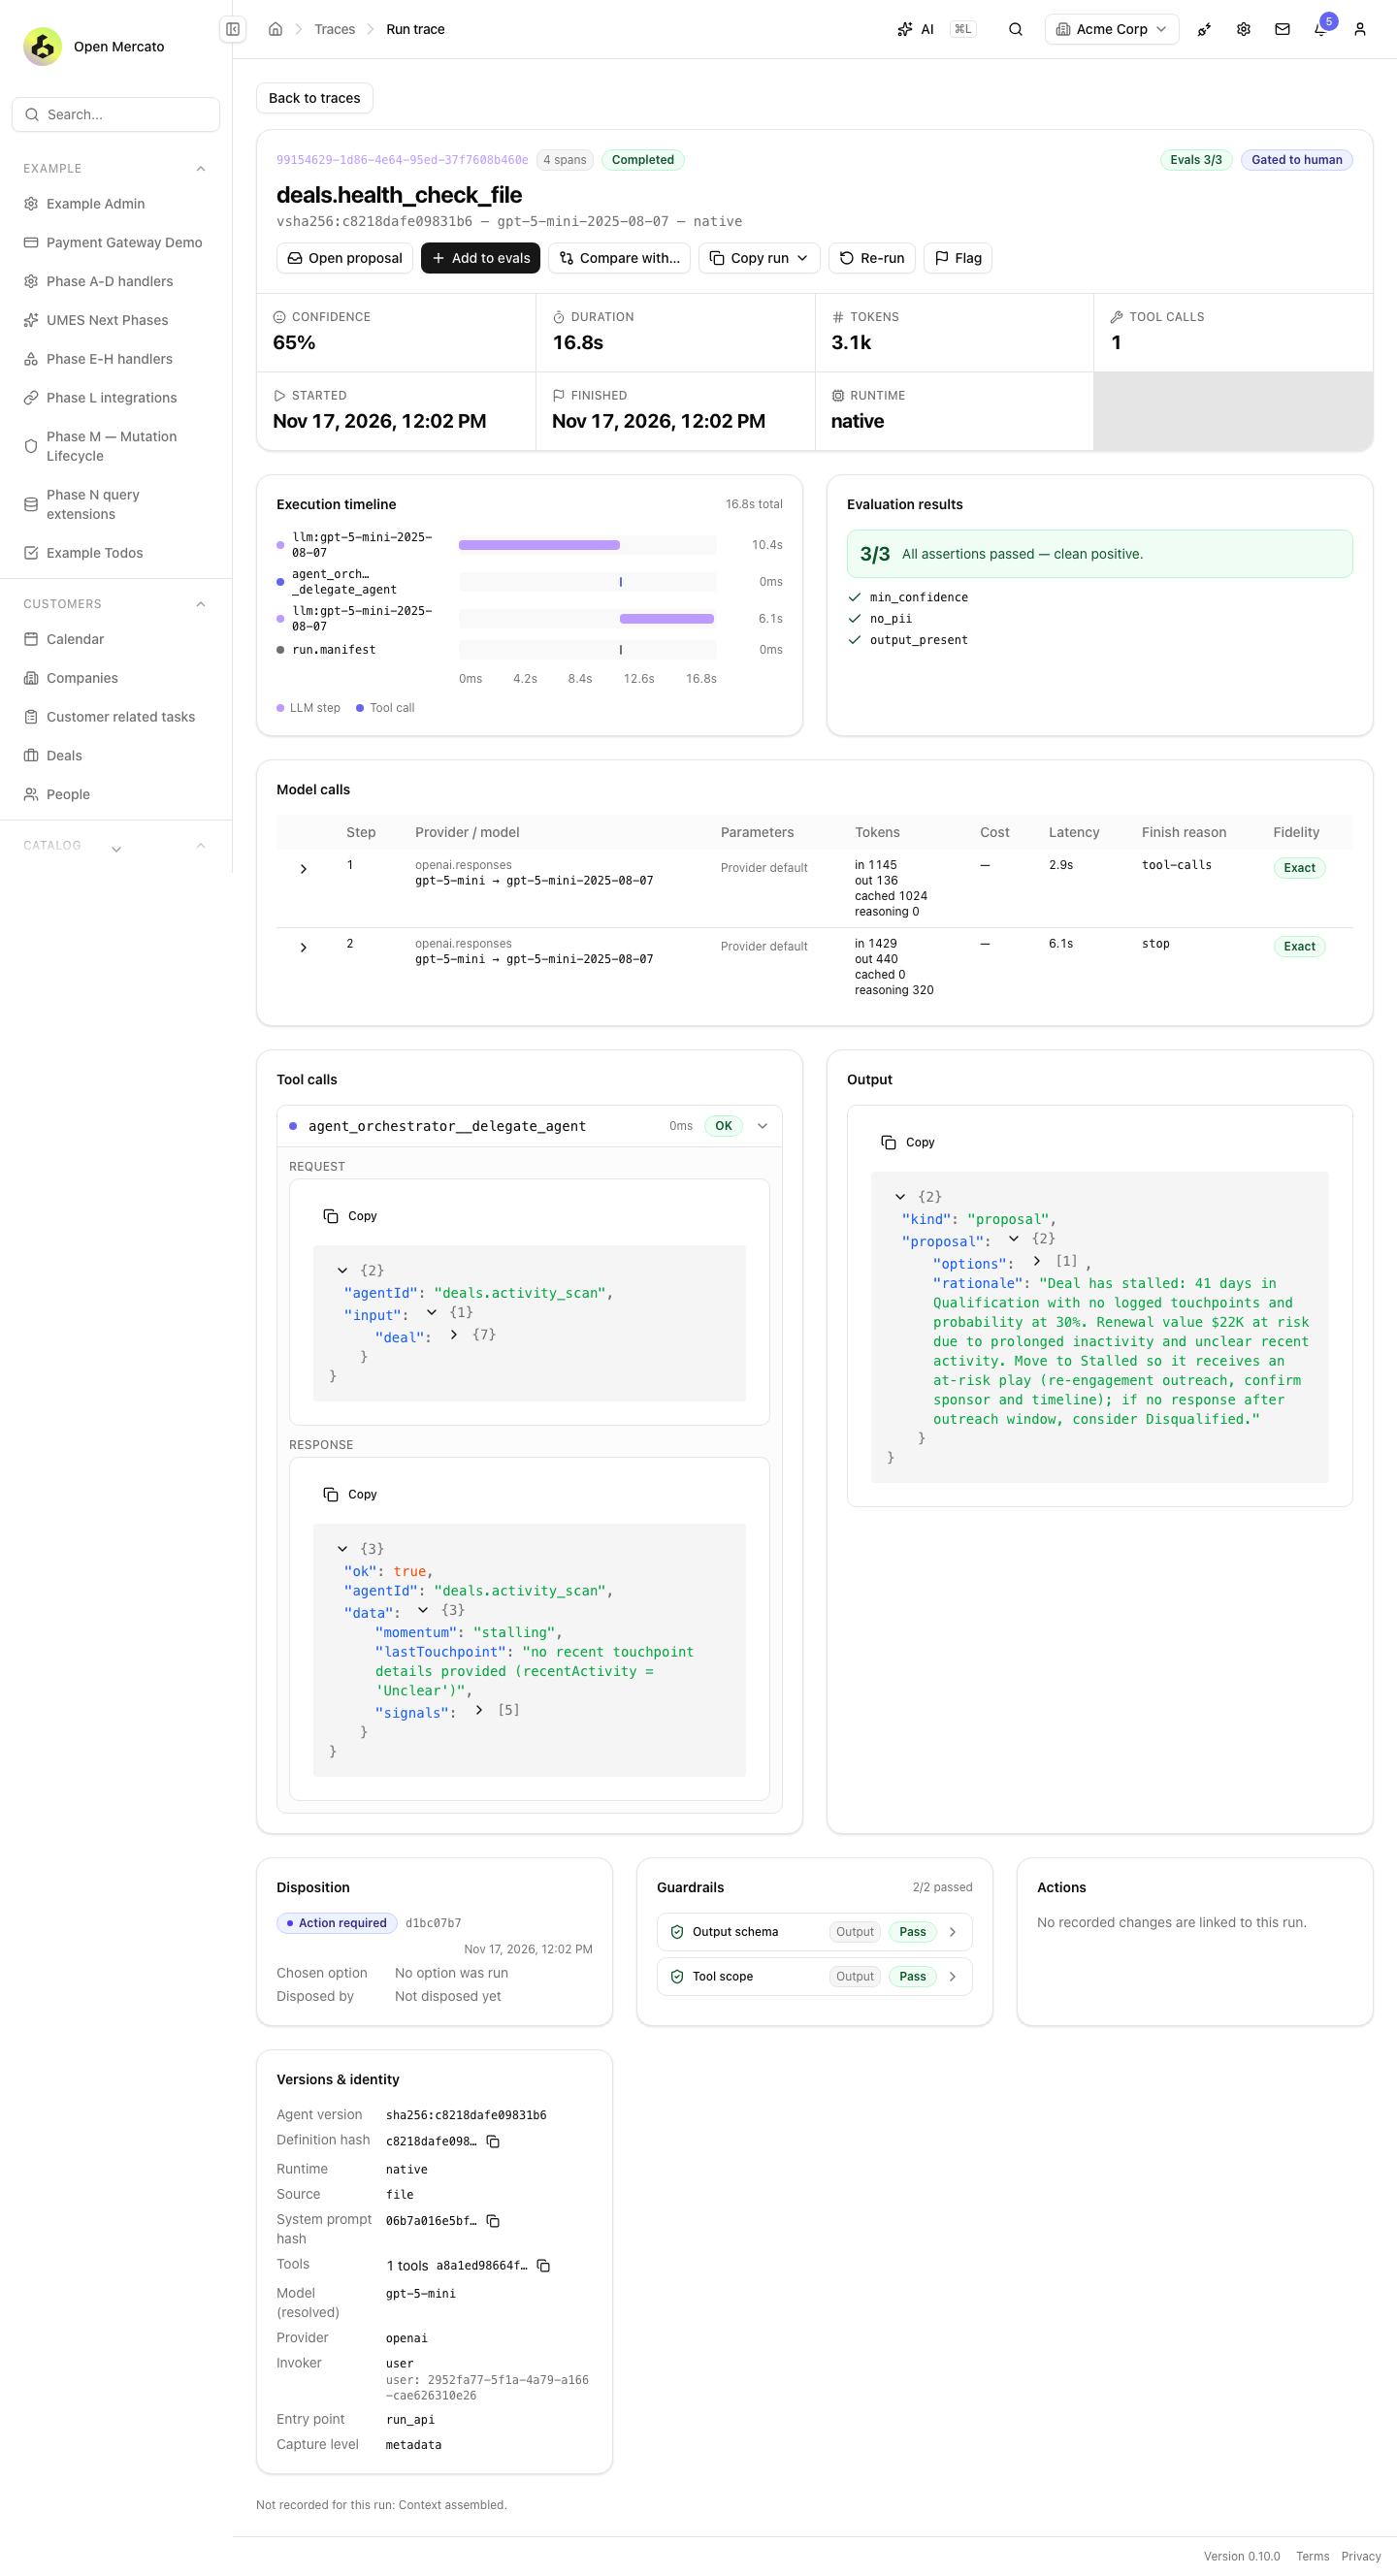 Open Mercato
Search...
EXAMPLE
Example Admin
Payment Gateway Demo
Phase A-D handlers
UMES Next Phases
Phase E-H handlers
Phase L integrations
Phase M — Mutation
Lifecycle
Phase N query
extensions
Example Todos
CUSTOMERS
Calendar
Companies
Customer related tasks
Deals
People
CATALOG
Traces
Run trace
AI ⌘L
Acme Corp
5
Back to traces
99154629-1d86-4e64-95ed-37f7608b460e 4 spans Completed Evals 3/3 Gated to human
deals.health_check_file
vsha256:c8218dafe09831b6 — gpt-5-mini-2025-08-07 — native
Open proposal Add to evals Compare with... Copy run Re-run Flag
CONFIDENCE DURATION TOKENS TOOL CALLS
65% 16.8s 3.1k 1
STARTED FINISHED RUNTIME
Nov 17, 2026, 12:02 PM Nov 17, 2026, 12:02 PM native
Execution timeline 16.8s total
llm:gpt-5-mini-2025-
08-07 10.4s
agent_orch…
_delegate_agent 0ms
llm:gpt-5-mini-2025-
08-07 6.1s
run.manifest 0ms
0ms 4.2s 8.4s 12.6s 16.8s
LLM step Tool call
Evaluation results
3/3 All assertions passed — clean positive.
min_confidence
no_pii
output_present
Model calls
Step Provider / model Parameters Tokens Cost Latency Finish reason Fidelity
1 openai.responses Provider default in 1145 — 2.9s tool-calls Exact
gpt-5-mini → gpt-5-mini-2025-08-07 out 136
cached 1024
reasoning 0
2 openai.responses Provider default in 1429 — 6.1s stop Exact
gpt-5-mini → gpt-5-mini-2025-08-07 out 440
cached 0
reasoning 320
Tool calls
agent_orchestrator__delegate_agent 0ms OK
REQUEST
Copy
{2}
"agentId": "deals.activity_scan",
"input": {1}
"deal": {7}
}
}
RESPONSE
Copy
{3}
"ok": true,
"agentId": "deals.activity_scan",
"data": {3}
"momentum": "stalling",
"lastTouchpoint": "no recent touchpoint
details provided (recentActivity =
'Unclear')",
"signals": [5]
}
}
Output
Copy
{2}
"kind": "proposal",
"proposal": {2}
"options": [1] ,
"rationale": "Deal has stalled: 41 days in
Qualification with no logged touchpoints and
probability at 30%. Renewal value $22K at risk
due to prolonged inactivity and unclear recent
activity. Move to Stalled so it receives an
at-risk play (re-engagement outreach, confirm
sponsor and timeline); if no response after
outreach window, consider Disqualified."
}
}
Disposition
Action required d1bc07b7
Nov 17, 2026, 12:02 PM
Chosen option No option was run
Disposed by Not disposed yet
Guardrails 2/2 passed
Output schema Output Pass
Tool scope Output Pass
Actions
No recorded changes are linked to this run.
Versions & identity
Agent version sha256:c8218dafe09831b6
Definition hash c8218dafe098…
Runtime native
Source file
System prompt 06b7a016e5bf…
hash
Tools 1 tools a8a1ed98664f…
Model gpt-5-mini
(resolved)
Provider openai
Invoker user
user: 2952fa77-5f1a-4a79-a166
-cae626310e26
Entry point run_api
Capture level metadata
Not recorded for this run: Context assembled.
Version 0.10.0 Terms Privacy